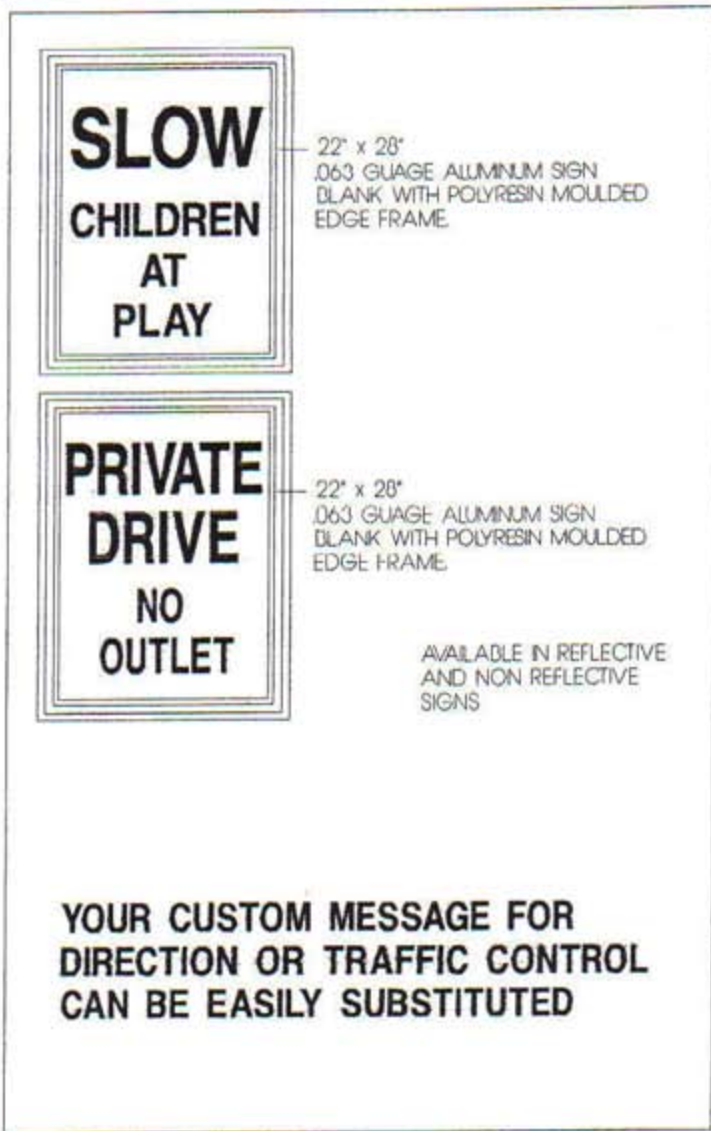 SLOW
CHILDREN
AT
PLAY
22" x 28"
.063 GUAGE ALUMINUM SIGN
BLANK WITH POLYRESIN MOULDED
EDGE FRAME.
PRIVATE
DRIVE
NO
OUTLET
22" x 28"
.063 GUAGE ALUMINUM SIGN
BLANK WITH POLYRESIN MOULDED
EDGE FRAME.
AVAILABLE IN REFLECTIVE
AND NON REFLECTIVE
SIGNS
YOUR CUSTOM MESSAGE FOR
DIRECTION OR TRAFFIC CONTROL
CAN BE EASILY SUBSTITUTED